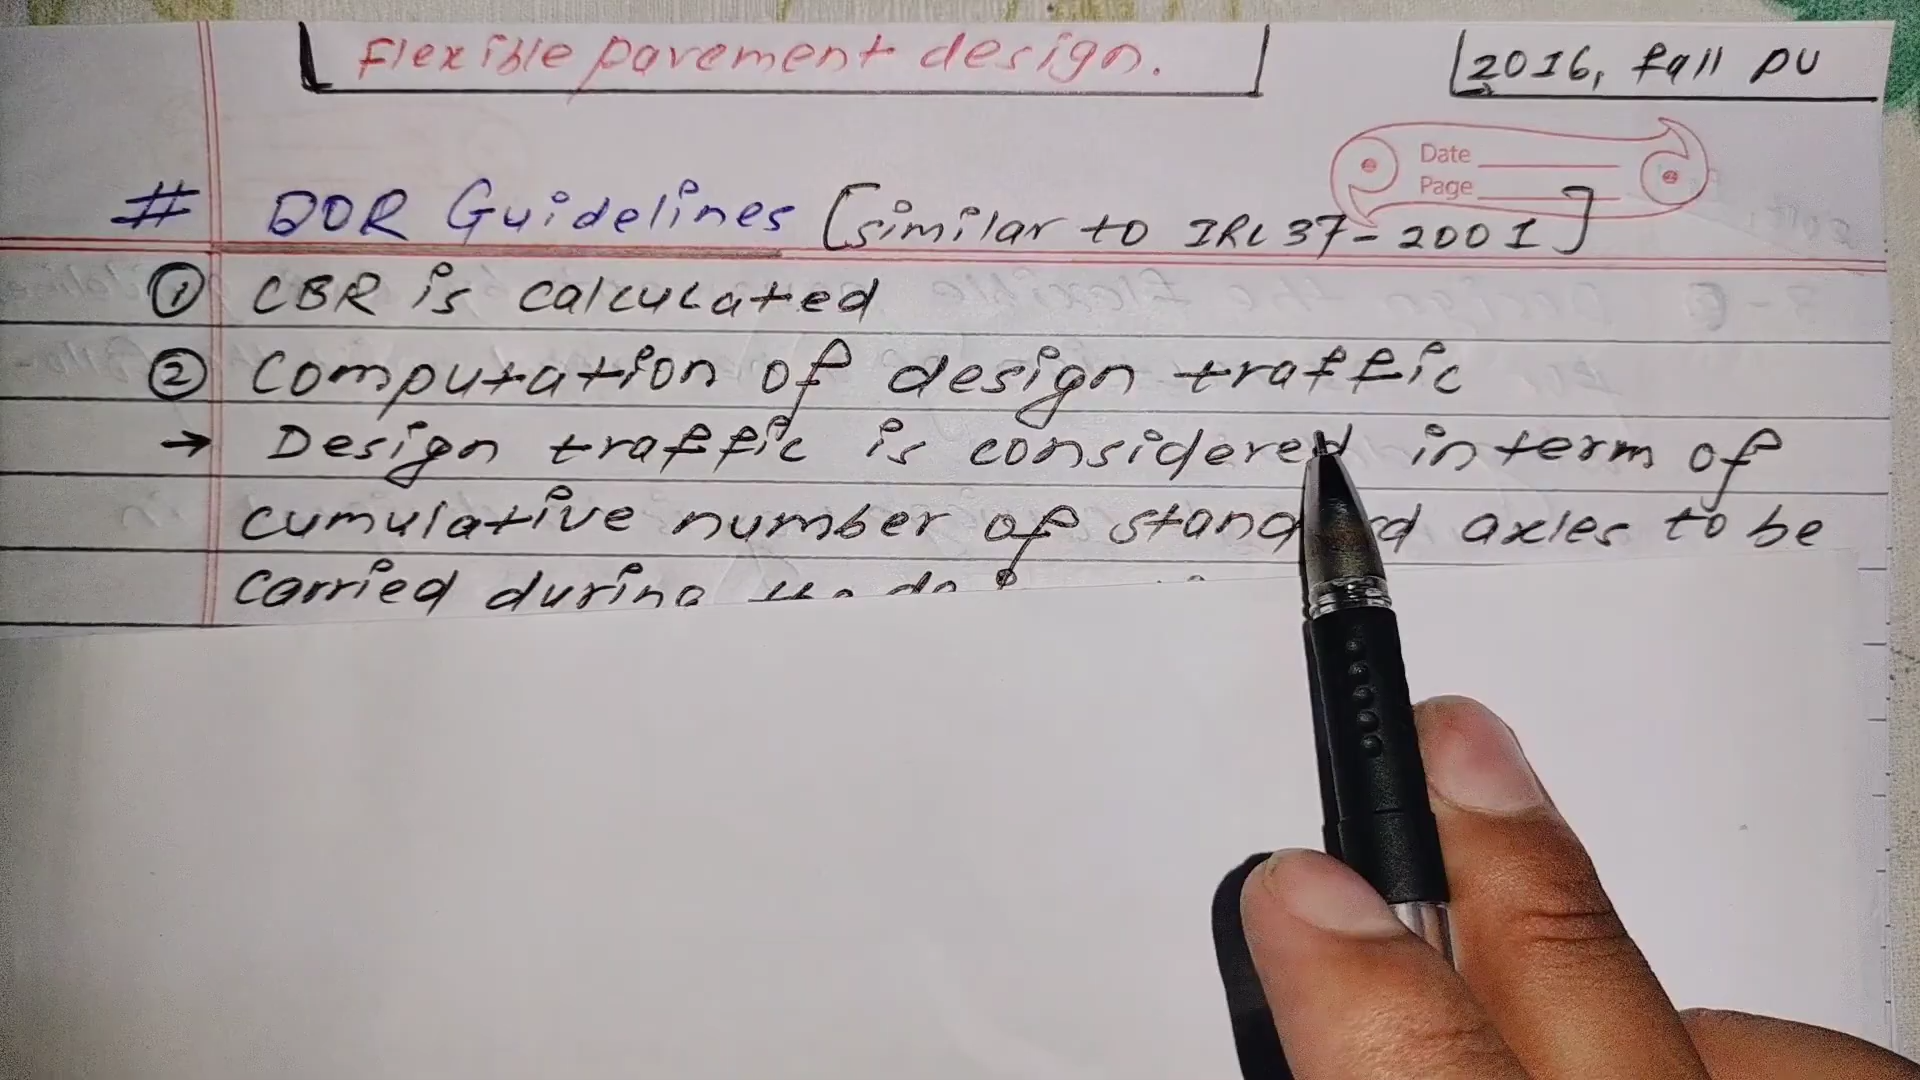 Flexible pavement design.
2016, fall PU
Date
Page
# DOR Guidelines [similar to IRC 37-2001]
① CBR is calculated
② Computation of design traffic
→ Design traffic is considered in term of
cumulative number of standard axles to be
carried during